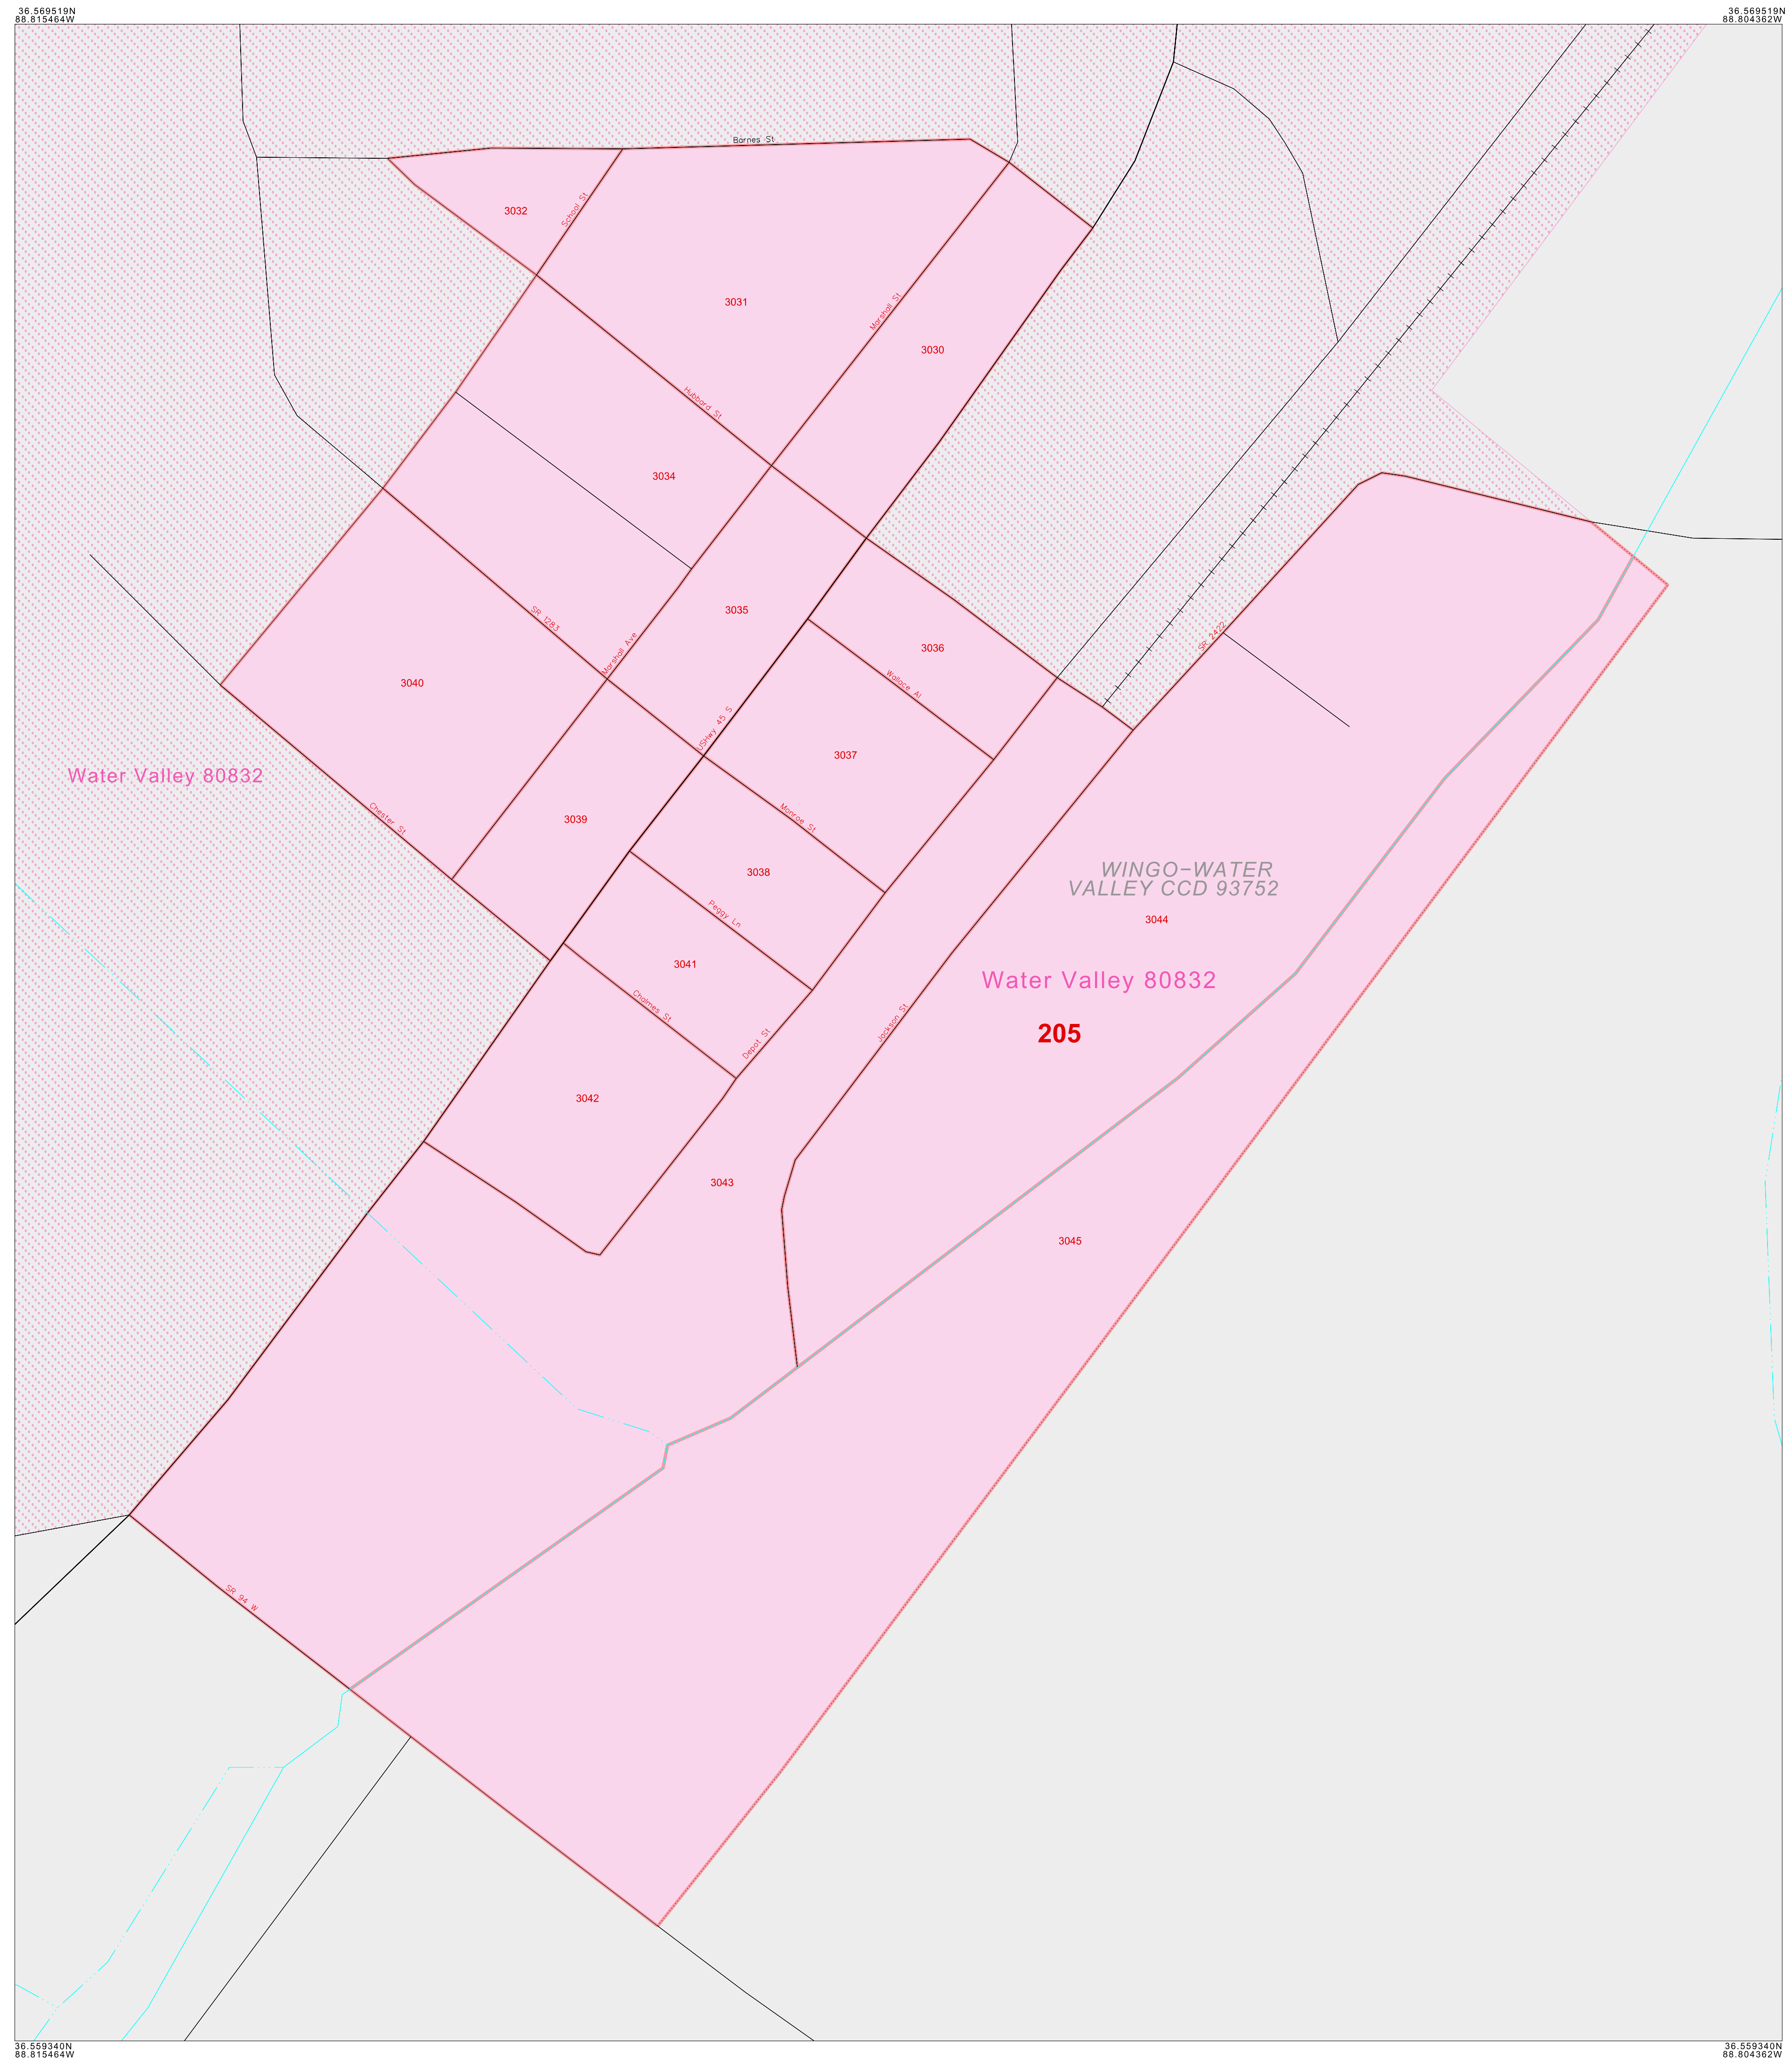 36.569519N
88.815464W
36.569519N
88.804362W
Barnes St
3032
School St
3031
Marshall St
3030
Hubbard St
3034
3035
SR 1283
Marshall Ave
3036
Wallace Al
SR 2422
3040
USHwy 45 S
3037
Water Valley 80832
Chester St
3039
Monroe St
3038
WINGO-WATER
VALLEY CCD 93752
3044
Peggy Ln
3041
Water Valley 80832
Chalmes St
Depot St
Jackson St
205
3042
3043
3045
SR 94 W
36.559340N
88.815464W
36.559340N
88.804362W